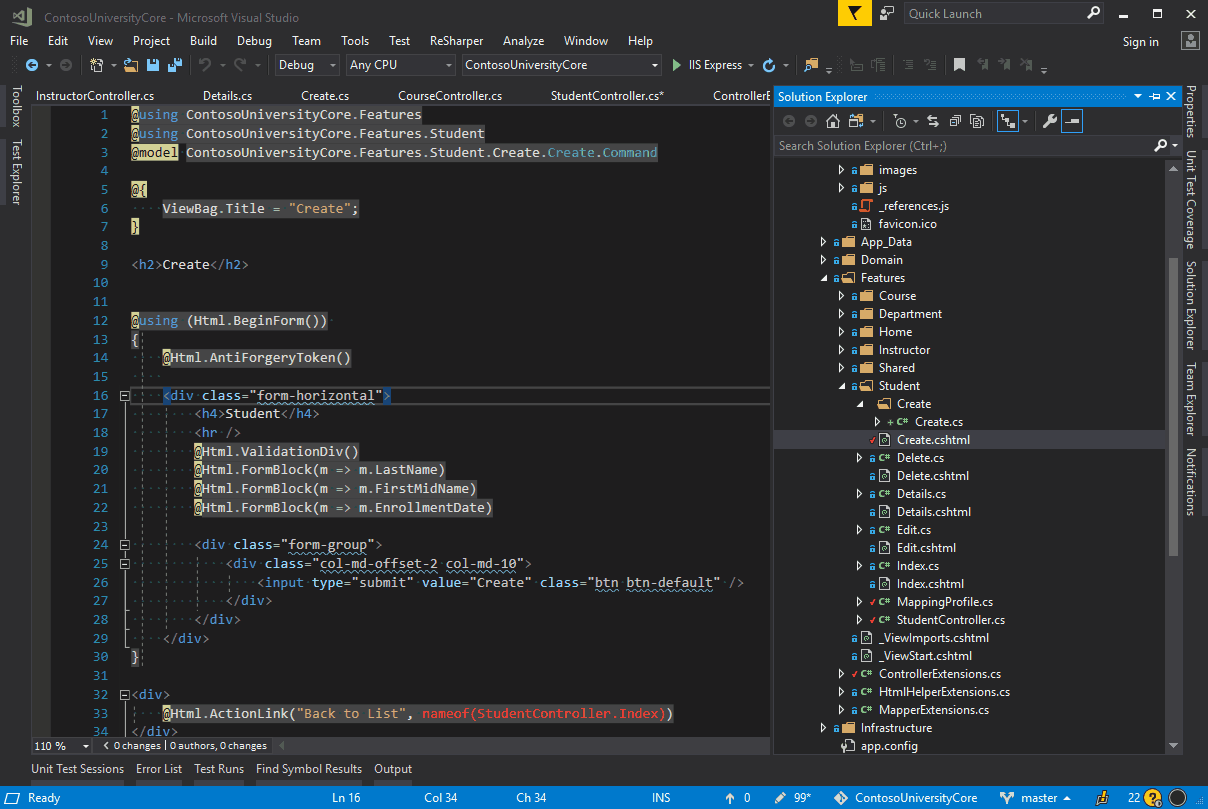 ContosoUniversityCore - Microsoft Visual Studio
Quick Launch
File Edit View Project Build Debug Team Tools Test ReSharper Analyze Window Help
Sign in
Debug Any CPU ContosoUniversityCore IIS Express
InstructorController.cs Details.cs Create.cs CourseController.cs StudentController.cs* ControllerE
Toolbox
Test Explorer
1 @using ContosoUniversityCore.Features
2 @using ContosoUniversityCore.Features.Student
3 @model ContosoUniversityCore.Features.Student.Create.Create.Command
4
5 @{
6 ViewBag.Title = "Create";
7 }
8
9 <h2>Create</h2>
10
11
12 @using (Html.BeginForm())
13 {
14 @Html.AntiForgeryToken()
15
16 <div class="form-horizontal">
17 <h4>Student</h4>
18 <hr />
19 @Html.ValidationDiv()
20 @Html.FormBlock(m => m.LastName)
21 @Html.FormBlock(m => m.FirstMidName)
22 @Html.FormBlock(m => m.EnrollmentDate)
23
24 <div class="form-group">
25 <div class="col-md-offset-2 col-md-10">
26 <input type="submit" value="Create" class="btn btn-default" />
27 </div>
28 </div>
29 </div>
30 }
31
32 <div>
33 @Html.ActionLink("Back to List", nameof(StudentController.Index))
34 </div>
110 % 0 changes | 0 authors, 0 changes
Solution Explorer
Search Solution Explorer (Ctrl+;)
images
js
_references.js
favicon.ico
App_Data
Domain
Features
Course
Department
Home
Instructor
Shared
Student
Create
+ C# Create.cs
Create.cshtml
C# Delete.cs
Delete.cshtml
C# Details.cs
Details.cshtml
C# Edit.cs
Edit.cshtml
C# Index.cs
Index.cshtml
C# MappingProfile.cs
C# StudentController.cs
_ViewImports.cshtml
_ViewStart.cshtml
C# ControllerExtensions.cs
C# HtmlHelperExtensions.cs
C# MapperExtensions.cs
Infrastructure
app.config
Properties
Unit Test Coverage
Solution Explorer
Team Explorer
Notifications
Unit Test Sessions Error List Test Runs Find Symbol Results Output
Ready Ln 16 Col 34 Ch 34 INS 0 99* ContosoUniversityCore master 22